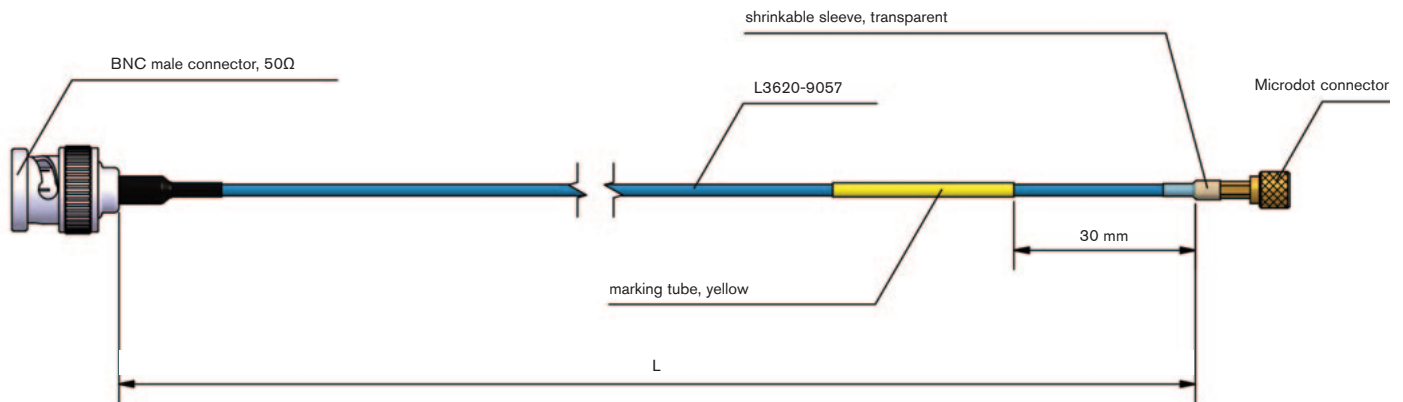 shrinkable sleeve, transparent
BNC male connector, 50Ω
L3620-9057
Microdot connector
30 mm
marking tube, yellow
L